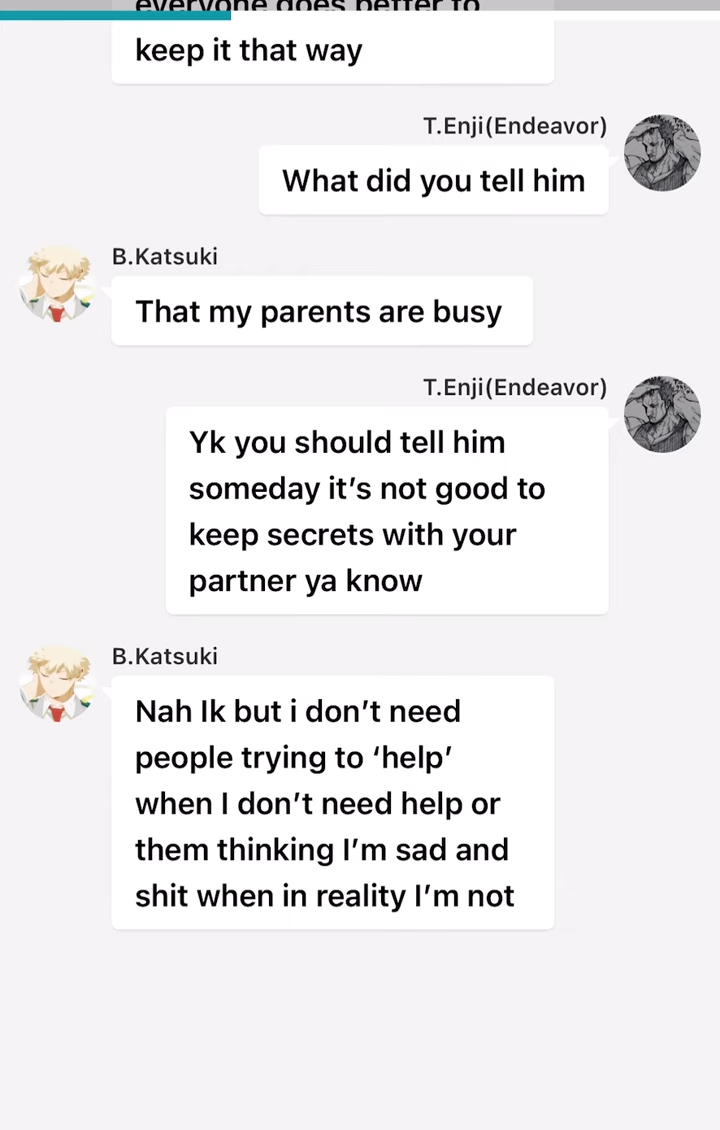 everyone does better to
keep it that way
T.Enji(Endeavor)
What did you tell him
B.Katsuki
That my parents are busy
T.Enji(Endeavor)
Yk you should tell him
someday it’s not good to
keep secrets with your
partner ya know
B.Katsuki
Nah Ik but i don’t need
people trying to ‘help’
when I don’t need help or
them thinking I’m sad and
shit when in reality I’m not